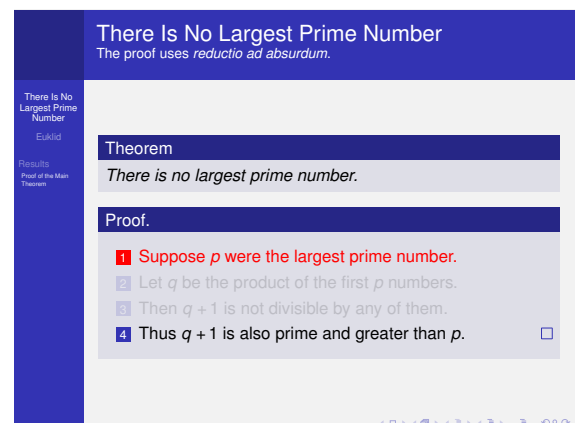 There Is No Largest Prime Number
The proof uses reductio ad absurdum.
There Is No
Largest Prime
Number
Euklid
Results
Proof of the Main
Theorem
Theorem
There is no largest prime number.
Proof.
1 Suppose p were the largest prime number.
2 Let q be the product of the first p numbers.
3 Then q + 1 is not divisible by any of them.
4 Thus q + 1 is also prime and greater than p. □